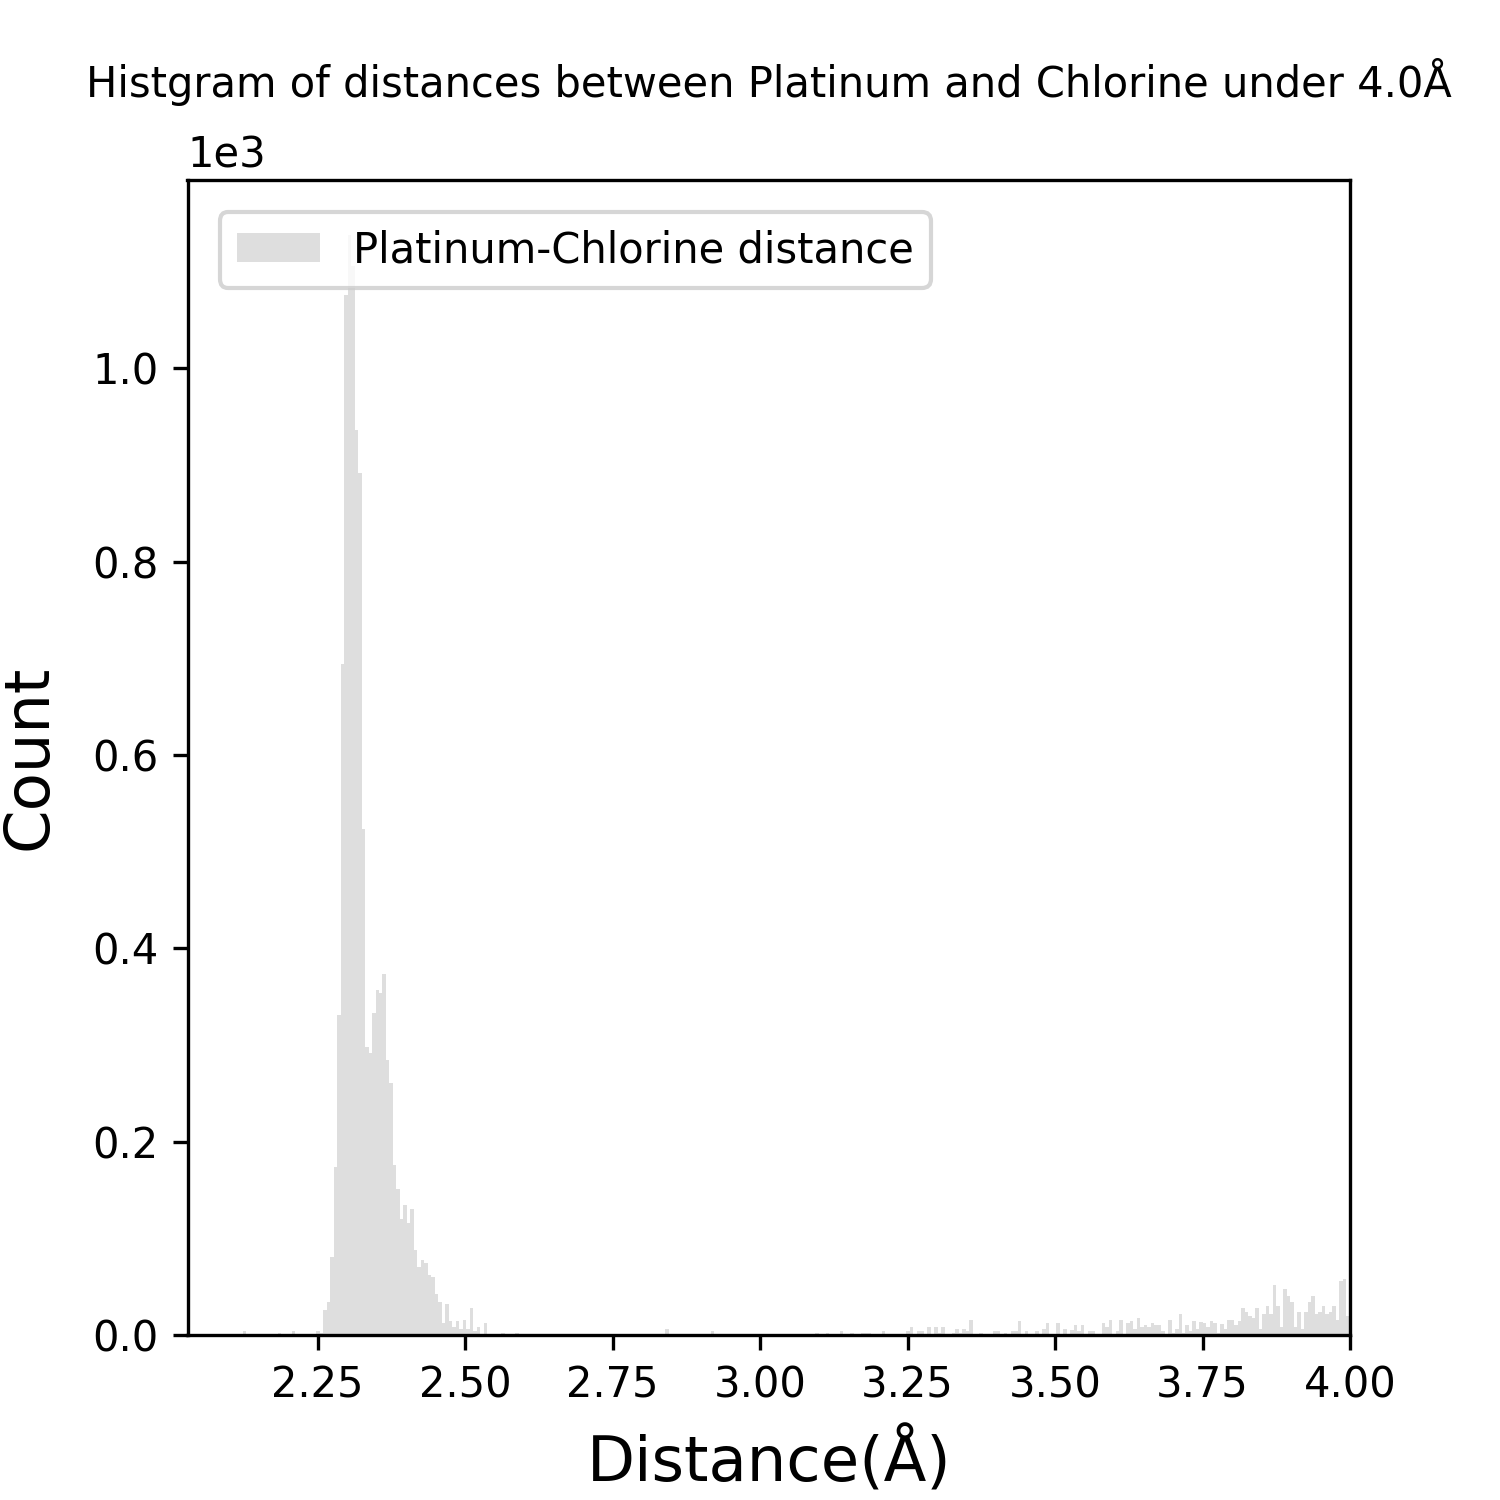 Histgram of distances between Platinum and Chlorine under 4.0Å
1e3
Platinum-Chlorine distance
1.0
0.8
0.6
0.4
0.2
0.0
Count
2.25 2.50 2.75 3.00 3.25 3.50 3.75 4.00
Distance(Å)